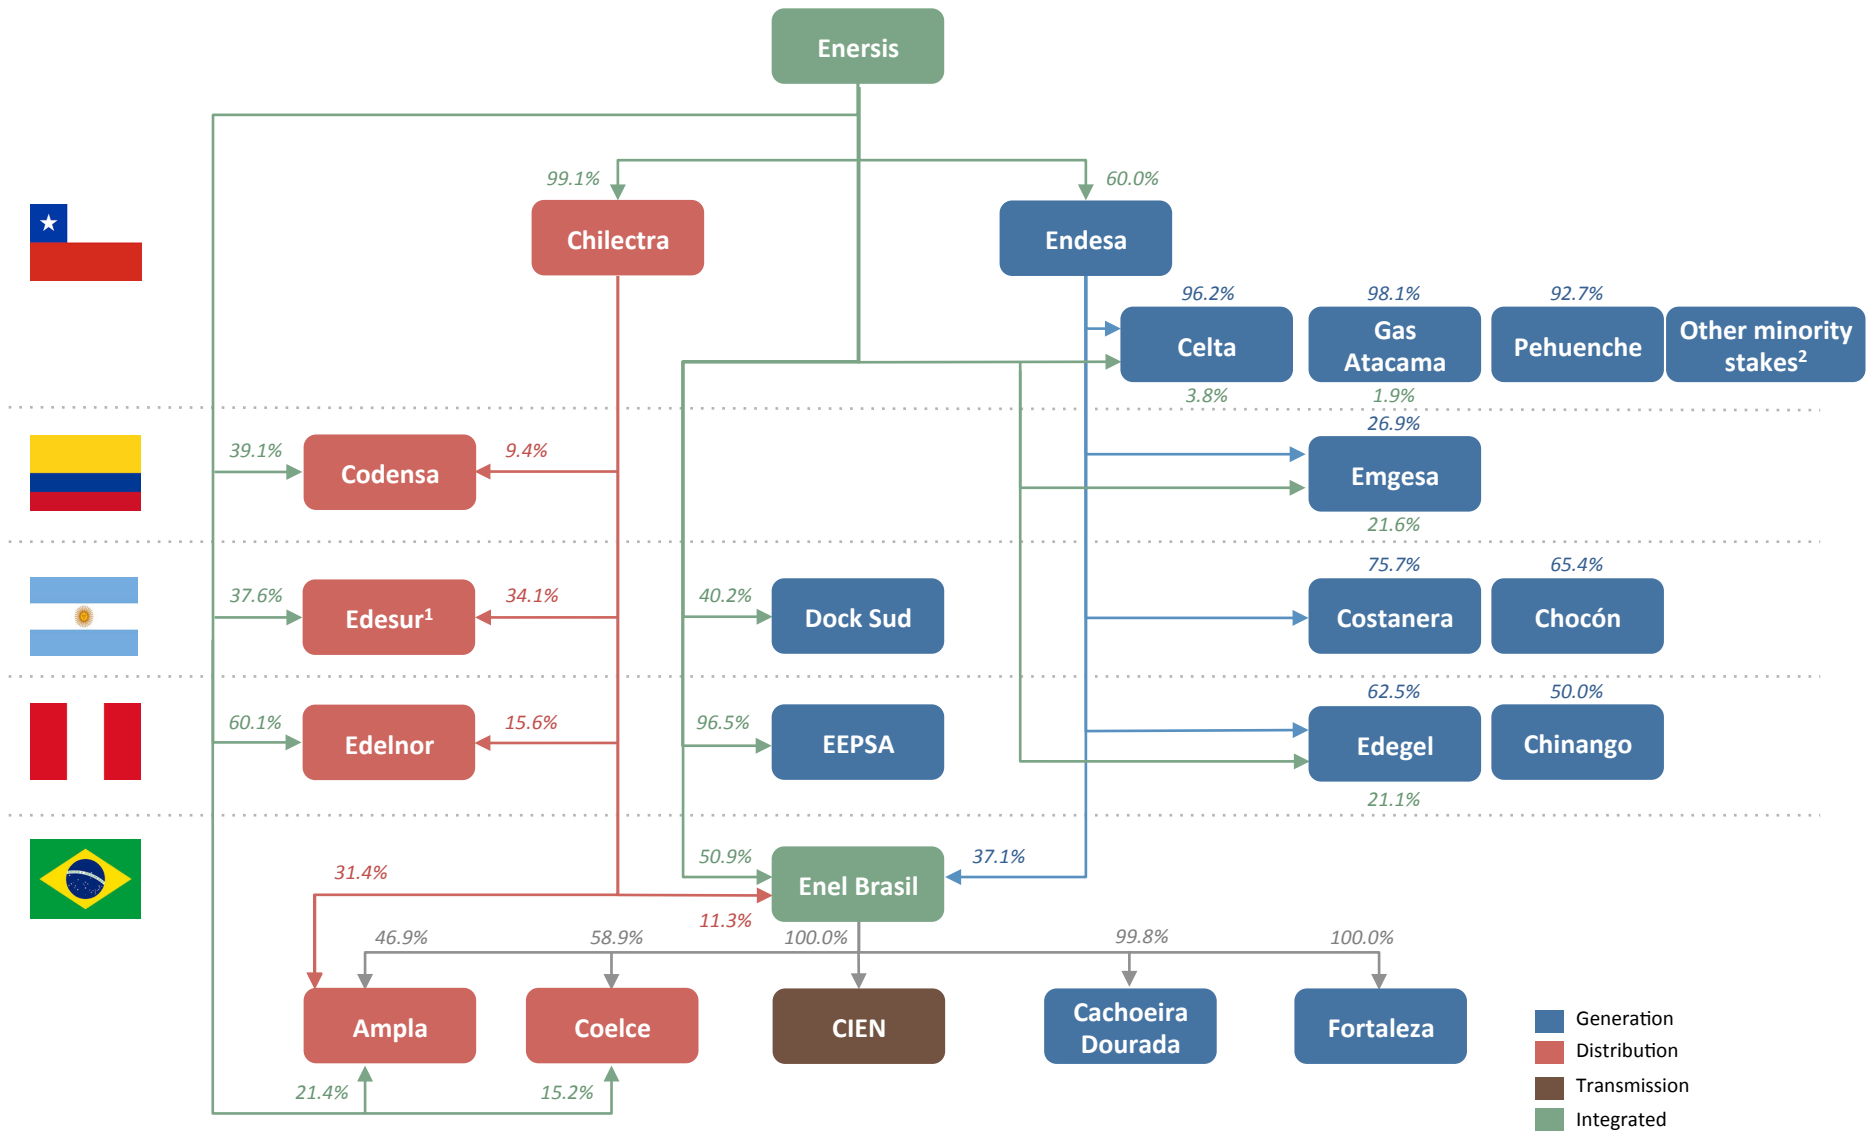 Enersis
99.1%
60.0%
Chilectra
Endesa
96.2%
98.1%
92.7%
Celta
Gas
Atacama
Pehuenche
Other minority
stakes²
3.8%
1.9%
39.1%
Codensa
9.4%
26.9%
Emgesa
21.6%
37.6%
Edesur¹
34.1%
40.2%
Dock Sud
75.7%
65.4%
Costanera
Chocón
60.1%
Edelnor
15.6%
96.5%
EEPSA
62.5%
50.0%
Edegel
Chinango
21.1%
31.4%
50.9%
Enel Brasil
37.1%
11.3%
46.9%
58.9%
100.0%
99.8%
100.0%
Ampla
Coelce
CIEN
Cachoeira
Dourada
Fortaleza
21.4%
15.2%
Generation
Distribution
Transmission
Integrated